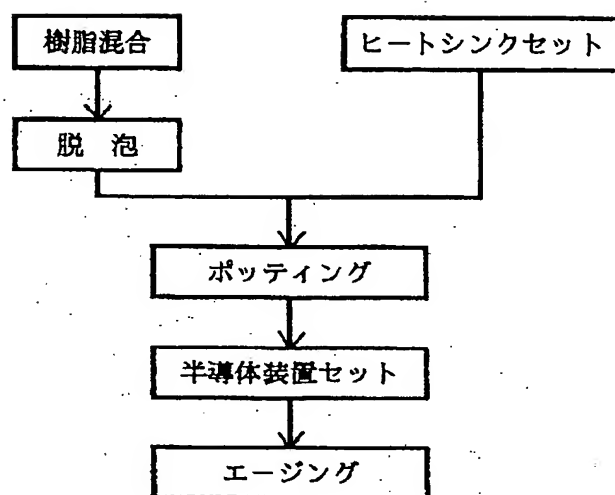 樹脂混合
ヒートシンクセット
脱 泡
ポッティング
半導体装置セット
エージング